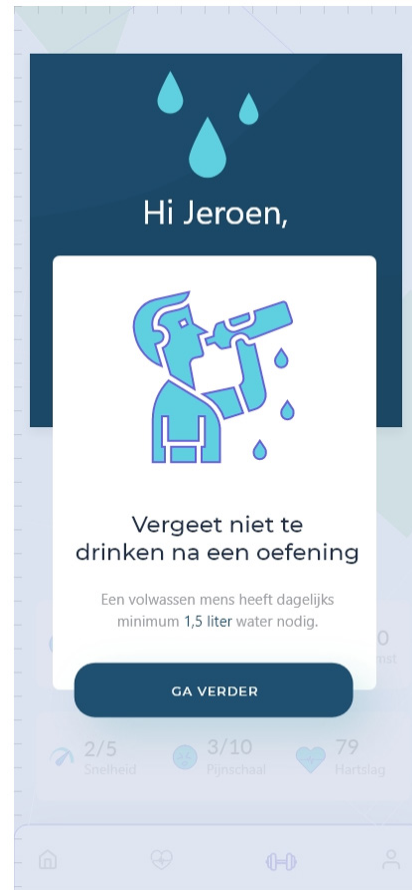 Hi Jeroen,
Vergeet niet te
drinken na een oefening
Een volwassen mens heeft dagelijks
minimum 1,5 liter water nodig.
GA VERDER
2/5
Snelheid
3/10
Pijnschaal
79
Hartslag